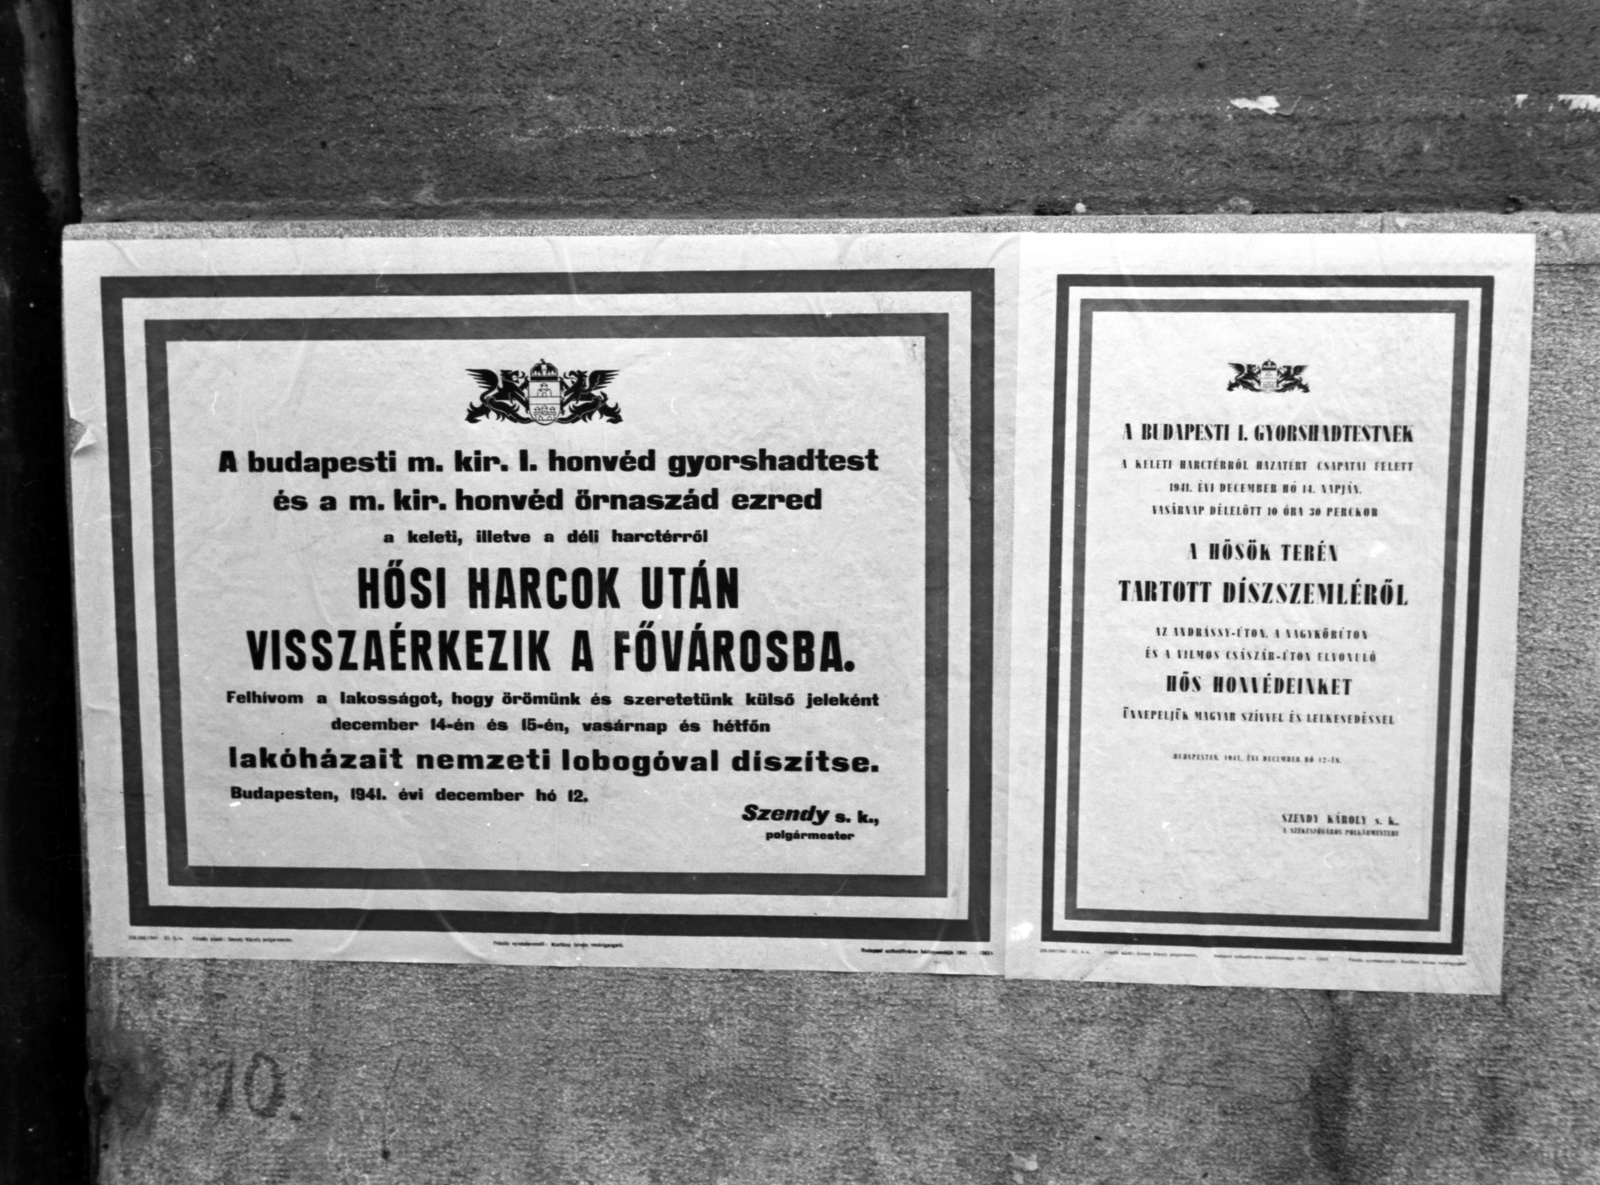 A budapesti m. kir. I. honvéd gyorshadtest
és a m. kir. honvéd őrnaszád ezred
a keleti, illetve a déli harctérről
HŐSI HARCOK UTÁN
VISSZAÉRKEZIK A FŐVÁROSBA.
Felhívom a lakosságot, hogy örömünk és szeretetünk külső jeleként
december 14-én és 15-én, vasárnap és hétfőn
lakóházait nemzeti lobogóval díszítse.
Budapesten, 1941. évi december hó 12.
Szendy s. k.,
polgármester
A BUDAPESTI I. GYORSHADTESTNEK
A KELETI HARCTÉRRŐL HAZATÉRT CSAPATAI FELETT
1941. ÉVI DECEMBER HÓ 14. NAPJÁN,
VASÁRNAP DÉLELŐTT 10 ÓRA 30 PERCKOR
A HŐSÖK TERÉN
TARTOTT DÍSZSZEMLÉRŐL
AZ ANDRÁSSY-ÚTON, A NAGYKÖRÚTON
ÉS A VILMOS CSÁSZÁR-ÚTON ELVONULÓ
HŐS HONVÉDEINKET
ÜNNEPELJÜK MAGYAR SZÍVVEL ÉS LELKESEDÉSSEL
BUDAPESTEN, 1941. ÉVI DECEMBER HÓ 12-ÉN.
SZENDY KÁROLY s. k.,
A SZÉKESFŐVÁROS POLGÁRMESTERE
10.